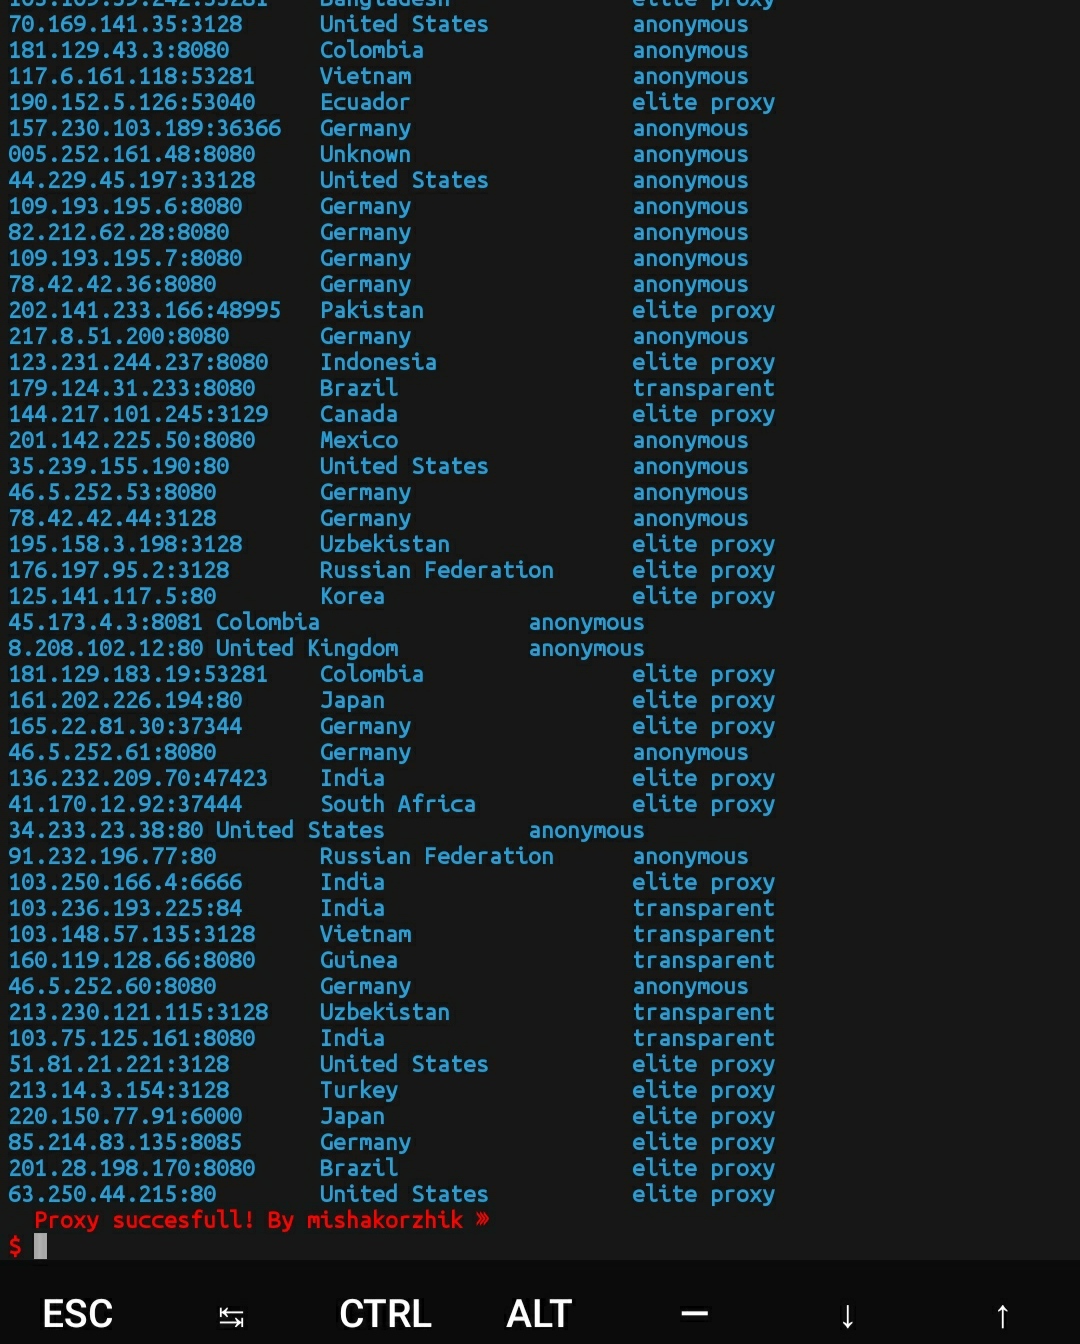 70.169.141.35:3128 United States anonymous
181.129.43.3:8080 Colombia anonymous
117.6.161.118:53281 Vietnam anonymous
190.152.5.126:53040 Ecuador elite proxy
157.230.103.189:36366 Germany anonymous
005.252.161.48:8080 Unknown anonymous
44.229.45.197:33128 United States anonymous
109.193.195.6:8080 Germany anonymous
82.212.62.28:8080 Germany anonymous
109.193.195.7:8080 Germany anonymous
78.42.42.36:8080 Germany anonymous
202.141.233.166:48995 Pakistan elite proxy
217.8.51.200:8080 Germany anonymous
123.231.244.237:8080 Indonesia elite proxy
179.124.31.233:8080 Brazil transparent
144.217.101.245:3129 Canada elite proxy
201.142.225.50:8080 Mexico anonymous
35.239.155.190:80 United States anonymous
46.5.252.53:8080 Germany anonymous
78.42.42.44:3128 Germany anonymous
195.158.3.198:3128 Uzbekistan elite proxy
176.197.95.2:3128 Russian Federation elite proxy
125.141.117.5:80 Korea elite proxy
45.173.4.3:8081 Colombia anonymous
8.208.102.12:80 United Kingdom anonymous
181.129.183.19:53281 Colombia elite proxy
161.202.226.194:80 Japan elite proxy
165.22.81.30:37344 Germany elite proxy
46.5.252.61:8080 Germany anonymous
136.232.209.70:47423 India elite proxy
41.170.12.92:37444 South Africa elite proxy
34.233.23.38:80 United States anonymous
91.232.196.77:80 Russian Federation anonymous
103.250.166.4:6666 India elite proxy
103.236.193.225:84 India transparent
103.148.57.135:3128 Vietnam transparent
160.119.128.66:8080 Guinea transparent
46.5.252.60:8080 Germany anonymous
213.230.121.115:3128 Uzbekistan transparent
103.75.125.161:8080 India transparent
51.81.21.221:3128 United States elite proxy
213.14.3.154:3128 Turkey elite proxy
220.150.77.91:6000 Japan elite proxy
85.214.83.135:8085 Germany elite proxy
201.28.198.170:8080 Brazil elite proxy
63.250.44.215:80 United States elite proxy
Proxy succesfull! By mishakorzhik ⟫
$
ESC ↹ CTRL ALT — ↓ ↑